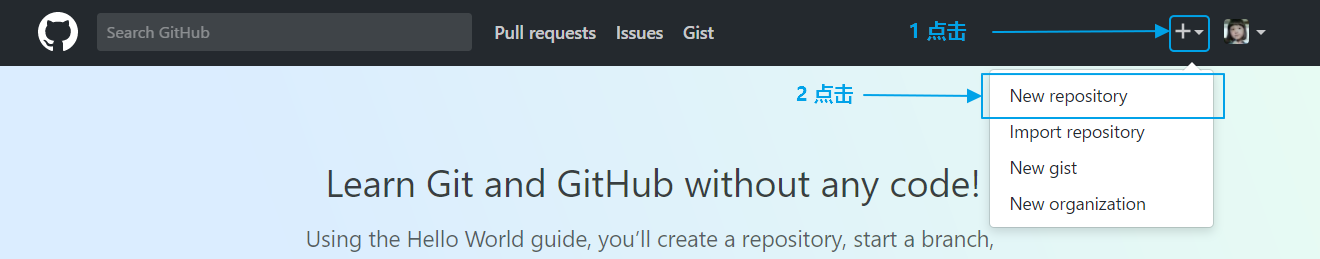 Search GitHub Pull requests Issues Gist 1 点击
2 点击 New repository
Import repository
New gist
New organization
Learn Git and GitHub without any code!
Using the Hello World guide, you’ll create a repository, start a branch,